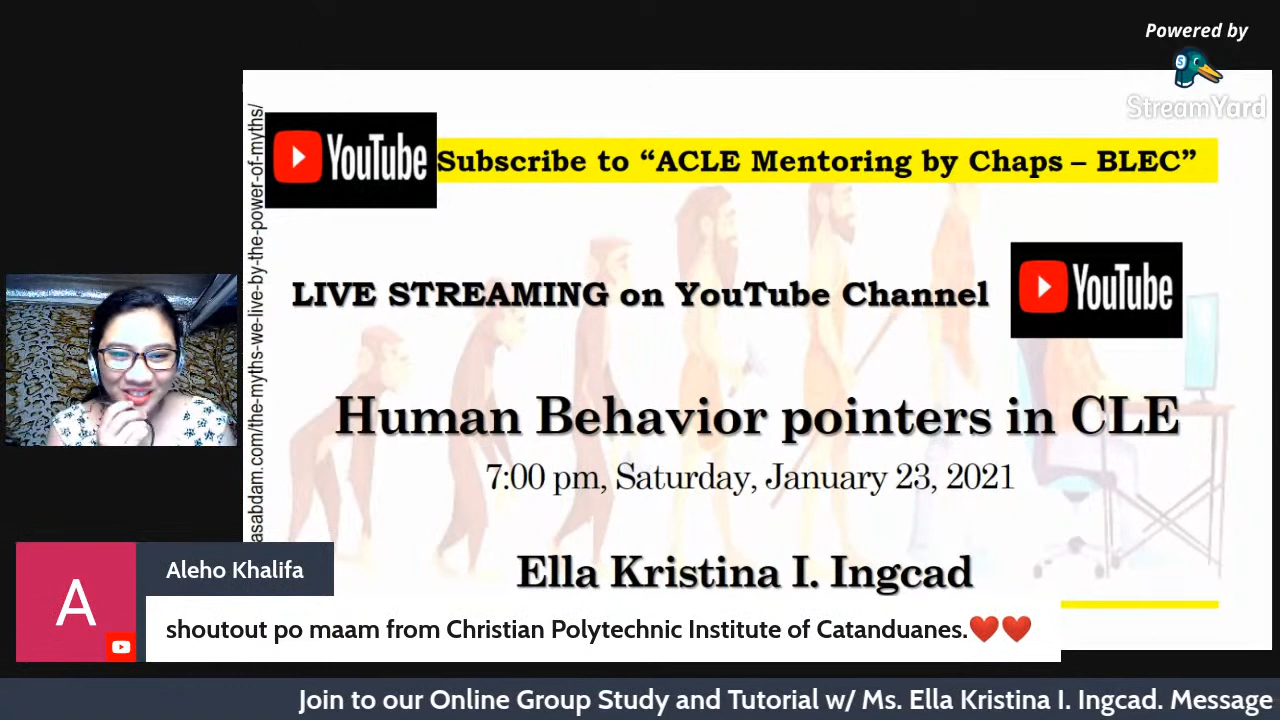 Powered by
StreamYard
asabdam.com/the-myths-we-live-by-the-power-of-myths/
YouTube
Subscribe to “ACLE Mentoring by Chaps – BLEC”
LIVE STREAMING on YouTube Channel
YouTube
Human Behavior pointers in CLE
7:00 pm, Saturday, January 23, 2021
Ella Kristina I. Ingcad
A
Aleho Khalifa
shoutout po maam from Christian Polytechnic Institute of Catanduanes.❤️❤️
Join to our Online Group Study and Tutorial w/ Ms. Ella Kristina I. Ingcad. Message